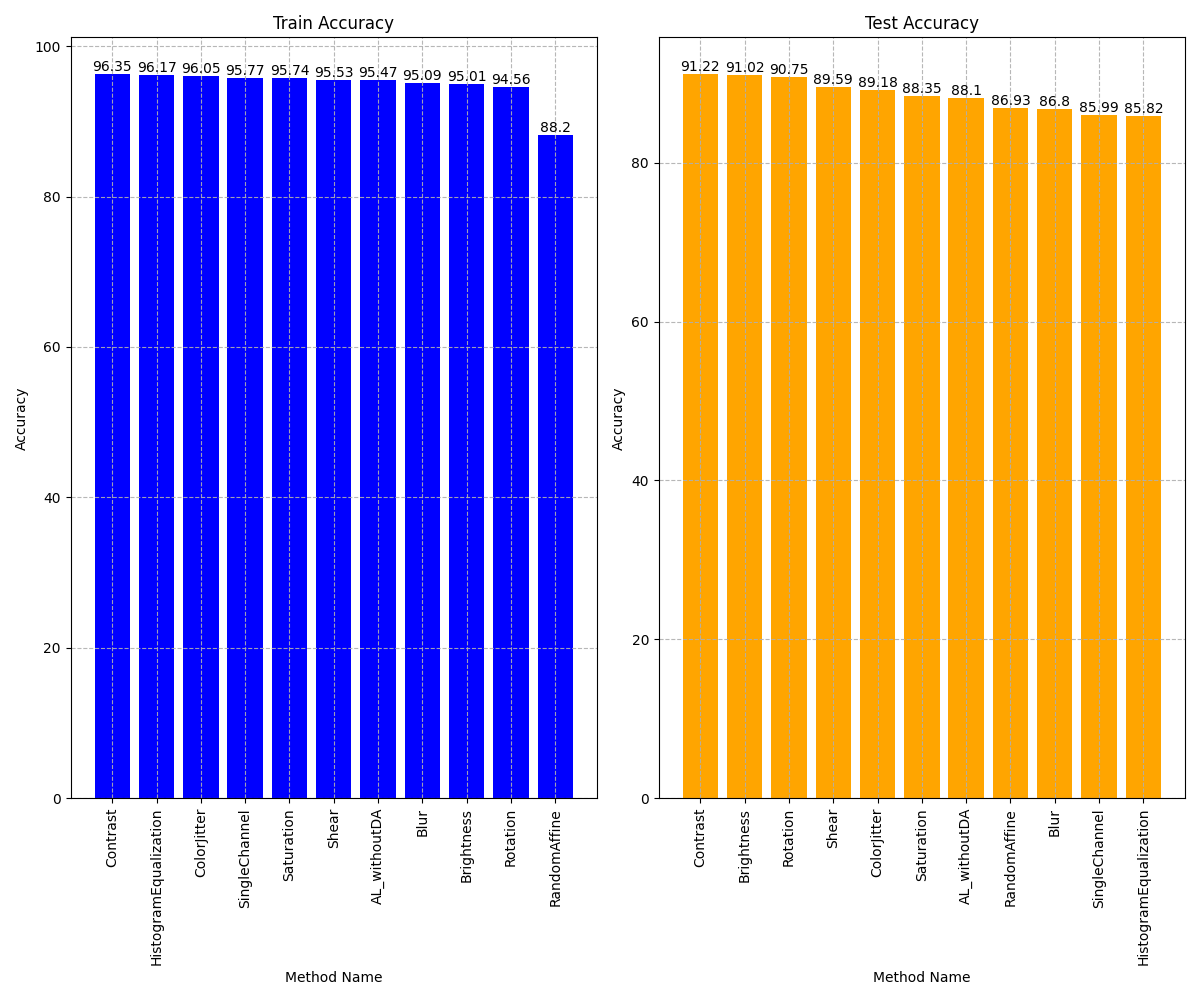 Train Accuracy
100
80
60
40
20
0
Accuracy
96.35 96.17 96.05 95.77 95.74 95.53 95.47 95.09 95.01 94.56 88.2
Contrast
HistogramEqualization
ColorJitter
SingleChannel
Saturation
Shear
AL_withoutDA
Blur
Brightness
Rotation
RandomAffine
Method Name
Test Accuracy
80
60
40
20
0
Accuracy
91.22 91.02 90.75 89.59 89.18 88.35 88.1 86.93 86.8 85.99 85.82
Contrast
Brightness
Rotation
Shear
ColorJitter
Saturation
AL_withoutDA
RandomAffine
Blur
SingleChannel
HistogramEqualization
Method Name